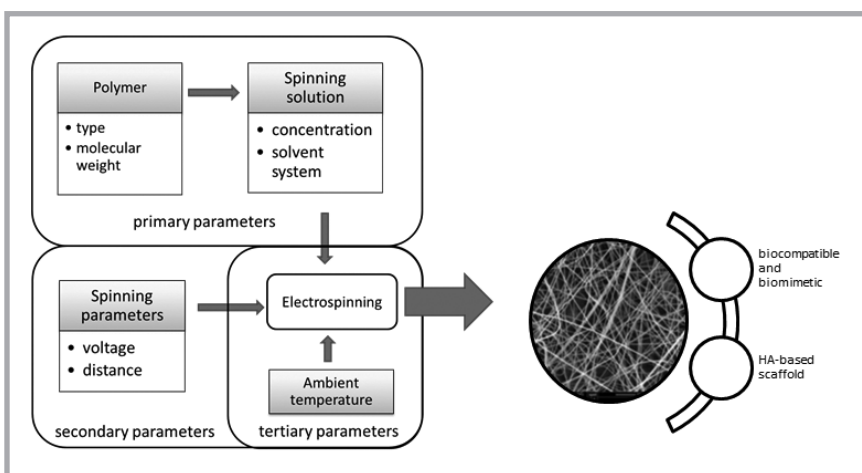 Polymer
• type
• molecular
weight
Spinning
solution
• concentration
• solvent
system
primary parameters
Spinning
parameters
• voltage
• distance
Electrospinning
Ambient
temperature
secondary parameters
tertiary parameters
biocompatible
and
biomimetic
HA-based
scaffold